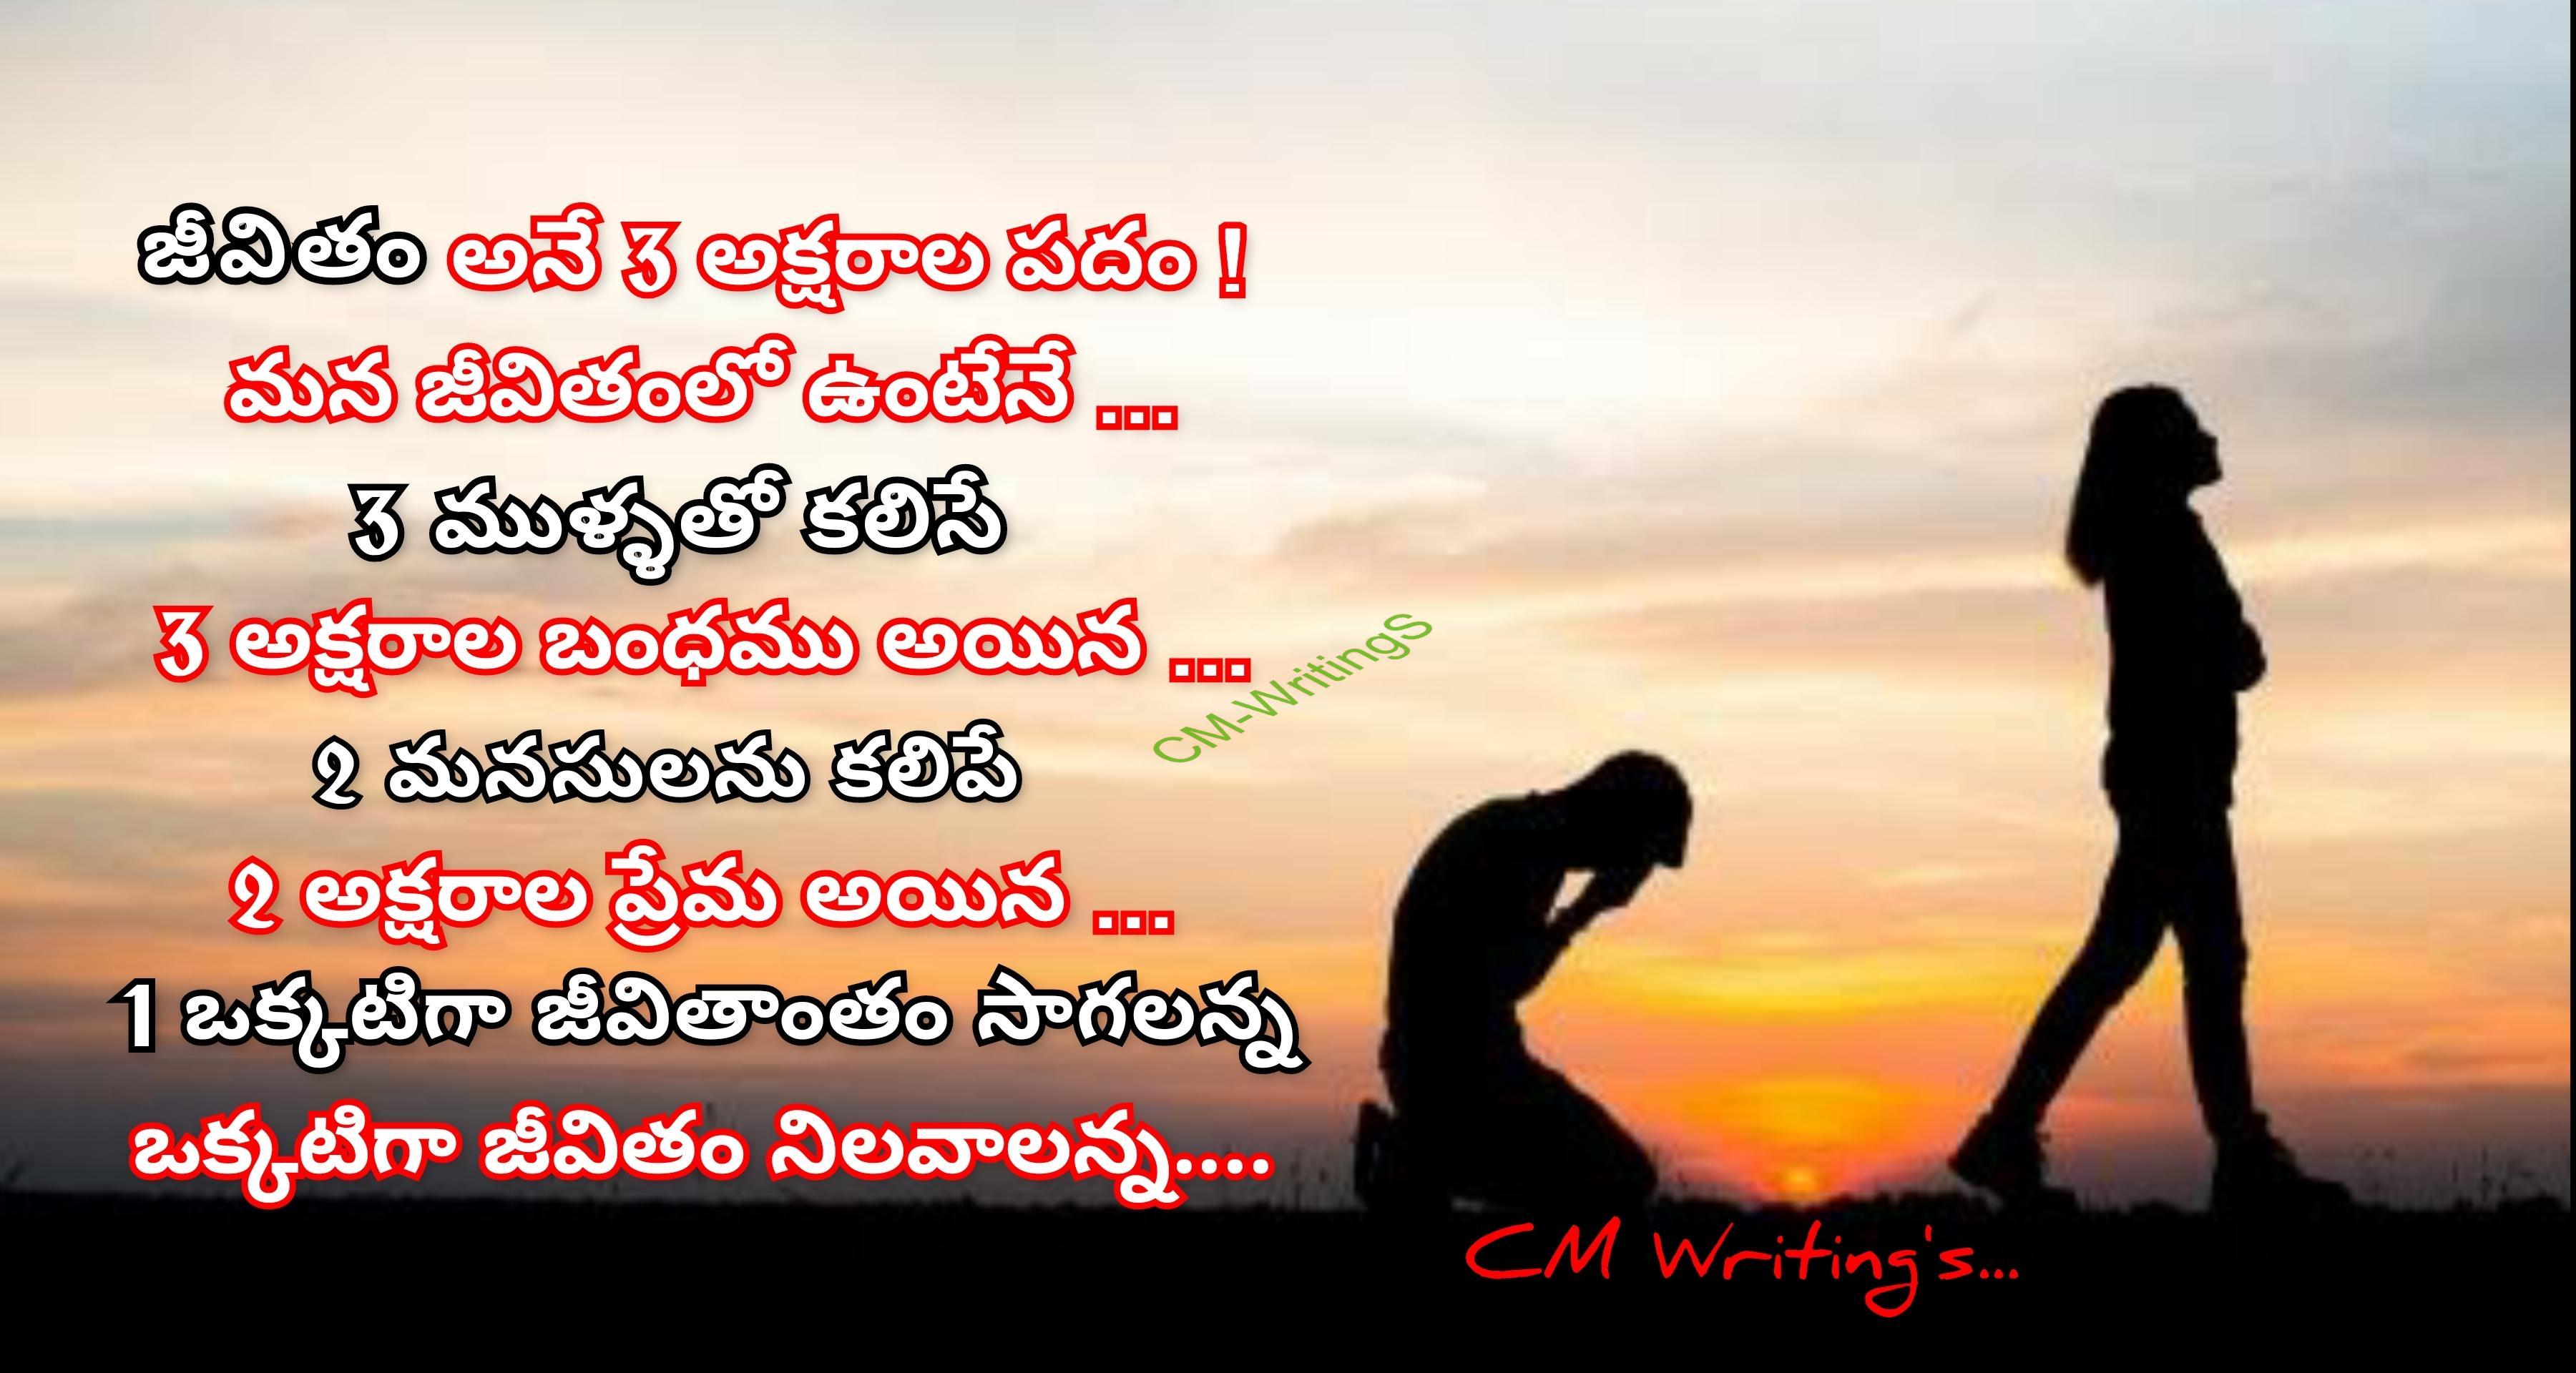 జీవితం అనే 3 అక్షరాల పదం !
మన జీవితంలో ఉంటేనే ...
3 ముళ్ళతో కలిసే
3 అక్షరాల బంధము అయిన ...
2 మనసులను కలిపే
2 అక్షరాల ప్రేమ అయిన ...
1 ఒక్కటిగా జీవితాంతం సాగలన్న
ఒక్కటిగా జీవితం నిలవాలన్న....
CM-WritingS
CM Writing's...